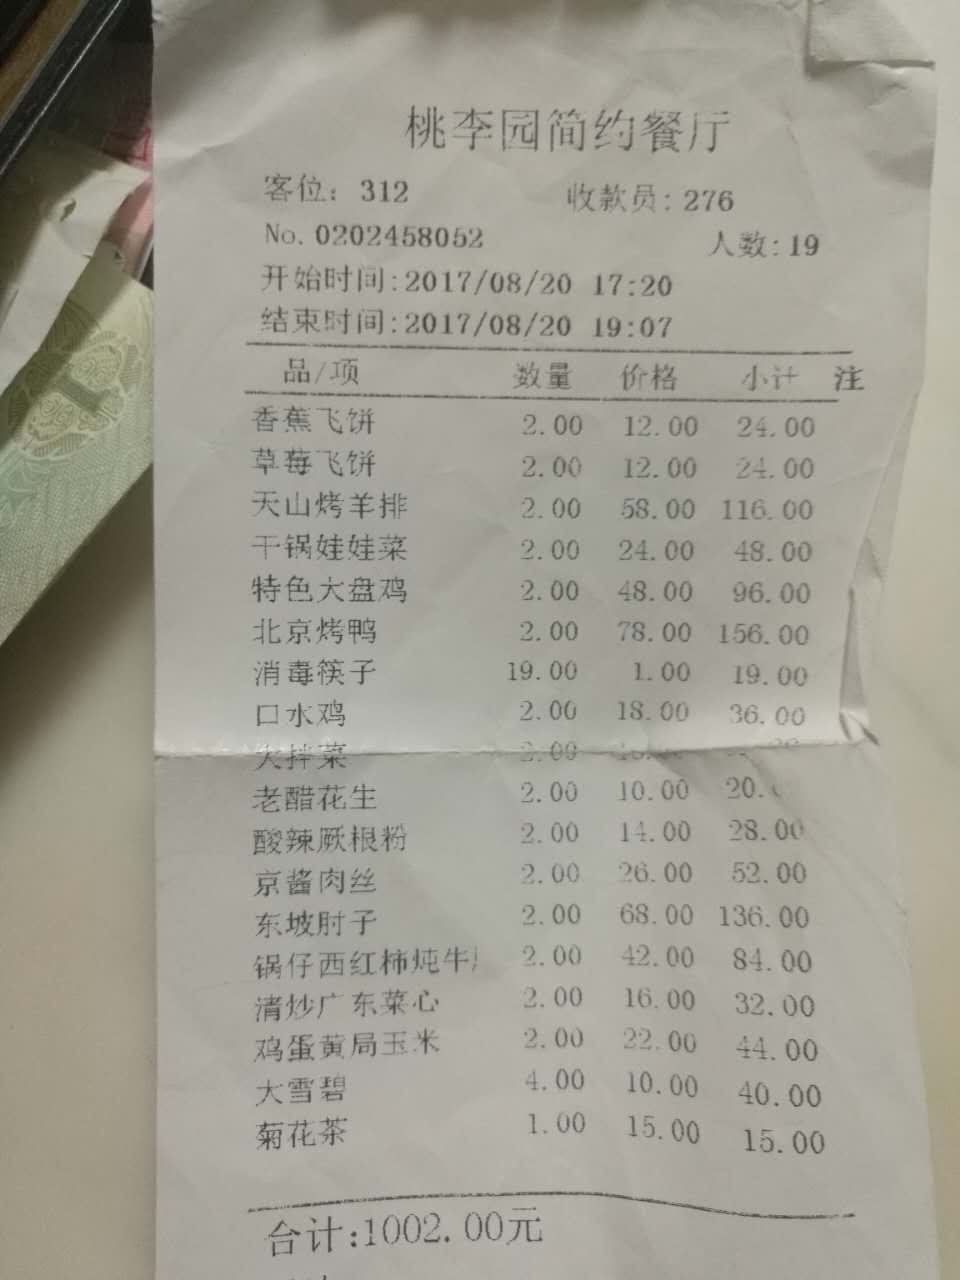 桃李园简约餐厅
客位: 312 收款员: 276
No. 0202458052 人数: 19
开始时间:2017/08/20 17:20
结束时间:2017/08/20 19:07
品/项 数量 价格 小计 注
香蕉飞饼 2.00 12.00 24.00
草莓飞饼 2.00 12.00 24.00
天山烤羊排 2.00 58.00 116.00
干锅娃娃菜 2.00 24.00 48.00
特色大盘鸡 2.00 48.00 96.00
北京烤鸭 2.00 78.00 156.00
消毒筷子 19.00 1.00 19.00
口水鸡 2.00 18.00 36.00
大拌菜 2.00
老醋花生 2.00 10.00 20.
酸辣厥根粉 2.00 14.00 28.00
京酱肉丝 2.00 26.00 52.00
东坡肘子 2.00 68.00 136.00
锅仔西红柿炖牛 2.00 42.00 84.00
清炒广东菜心 2.00 16.00 32.00
鸡蛋黄局玉米 2.00 22.00 44.00
大雪碧 4.00 10.00 40.00
菊花茶 1.00 15.00 15.00
合计:1002.00元